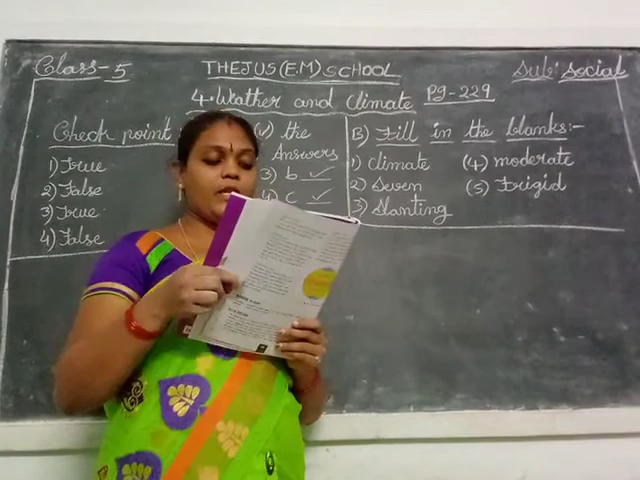 Class-5
THEJUS (E.M) SCHOOL
Sub: Social
4. Wather and Climate Pg-229
Check point
1) True
2) False
3) True
4) False
(✓) the
Answers
3) b ✓
4) c ✓
B) Fill in the blanks:-
1) Climate
2) Seven
3) Slanting
(4) moderate
(5) Frigid